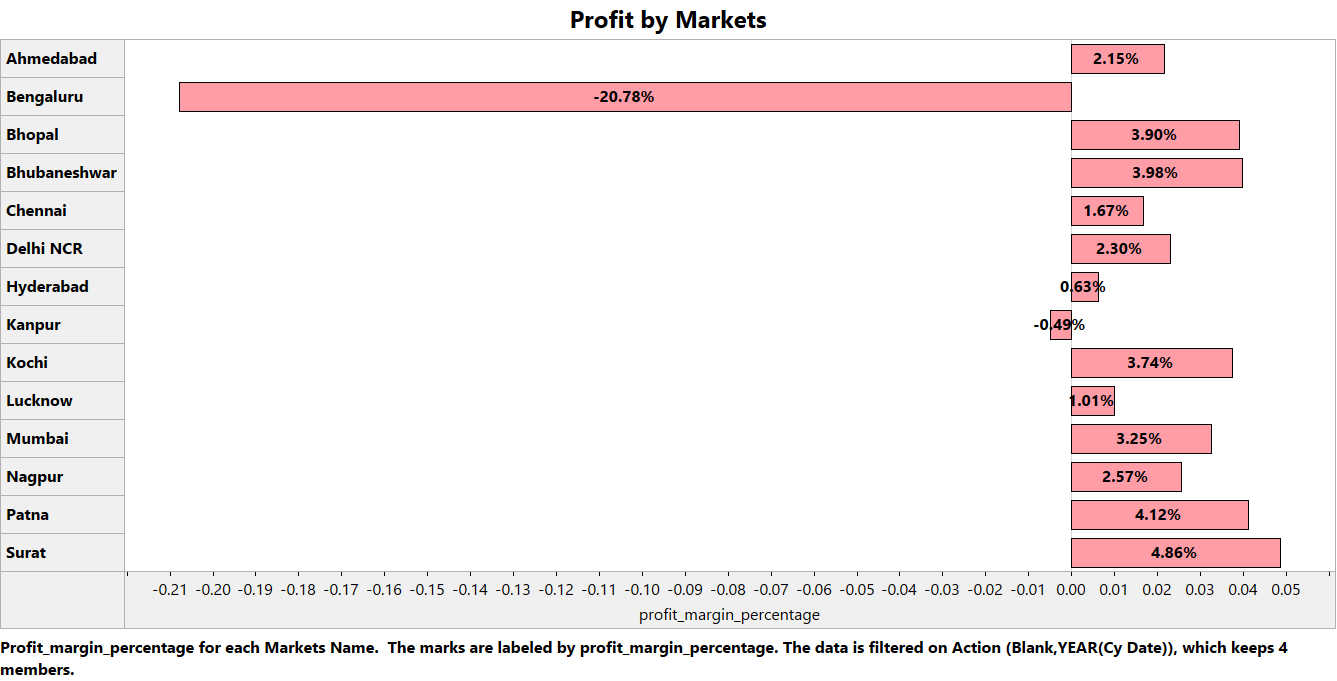 Profit by Markets
Ahmedabad 2.15%
Bengaluru -20.78%
Bhopal 3.90%
Bhubaneshwar 3.98%
Chennai 1.67%
Delhi NCR 2.30%
Hyderabad 0.63%
Kanpur -0.49%
Kochi 3.74%
Lucknow 1.01%
Mumbai 3.25%
Nagpur 2.57%
Patna 4.12%
Surat 4.86%
-0.21 -0.20 -0.19 -0.18 -0.17 -0.16 -0.15 -0.14 -0.13 -0.12 -0.11 -0.10 -0.09 -0.08 -0.07 -0.06 -0.05 -0.04 -0.03 -0.02 -0.01 0.00 0.01 0.02 0.03 0.04 0.05
profit_margin_percentage
Profit_margin_percentage for each Markets Name.  The marks are labeled by profit_margin_percentage. The data is filtered on Action (Blank,YEAR(Cy Date)), which keeps 4
members.